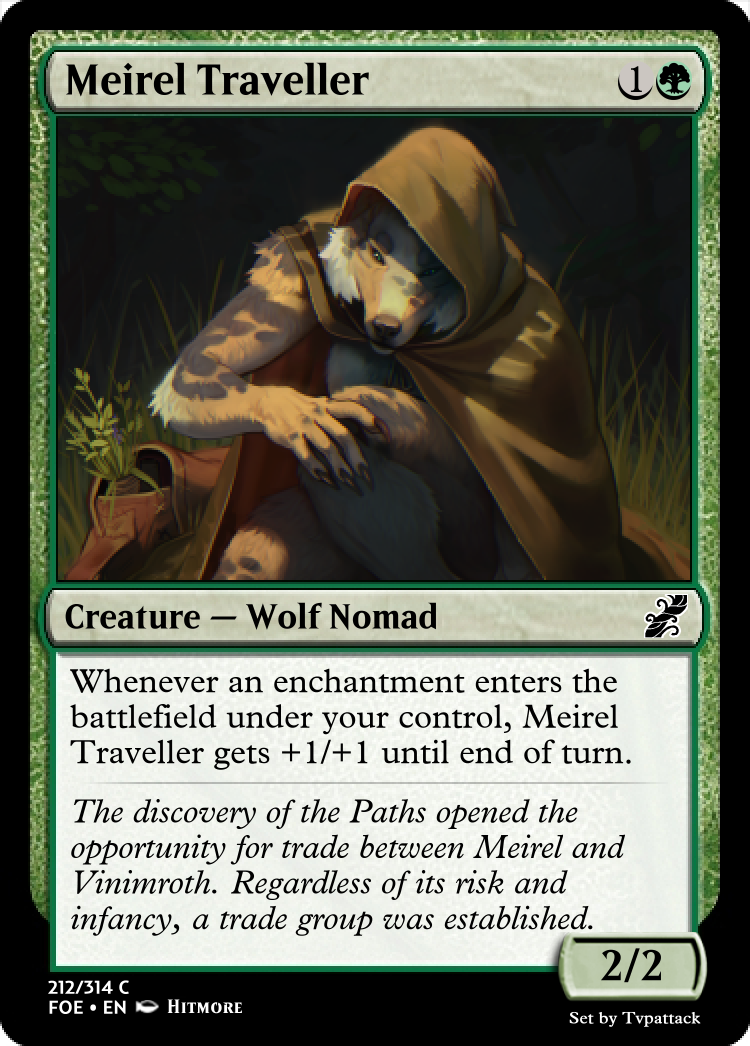 Meirel Traveller 1
Creature — Wolf Nomad
Whenever an enchantment enters the
battlefield under your control, Meirel
Traveller gets +1/+1 until end of turn.
The discovery of the Paths opened the
opportunity for trade between Meirel and
Vinimroth. Regardless of its risk and
infancy, a trade group was established.
2/2
212/314 C
FOE • EN Hitmore
Set by Tvpattack